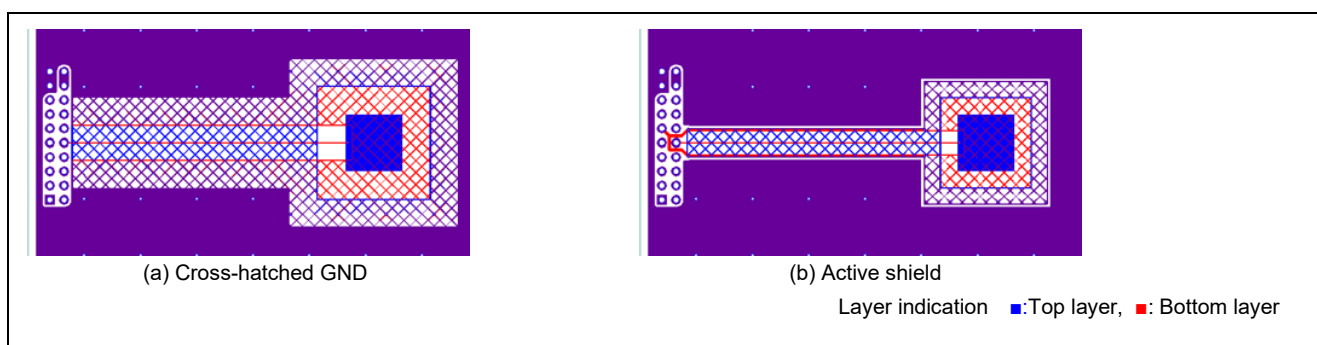 (a) Cross-hatched GND
(b) Active shield
Layer indication ■:Top layer, ■: Bottom layer